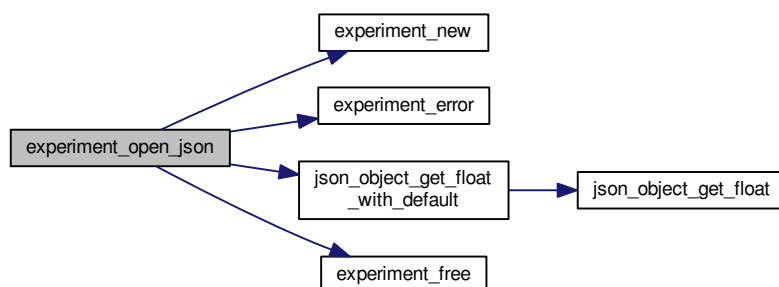 experiment_new
experiment_error
experiment_open_json
json_object_get_float
_with_default
json_object_get_float
experiment_free